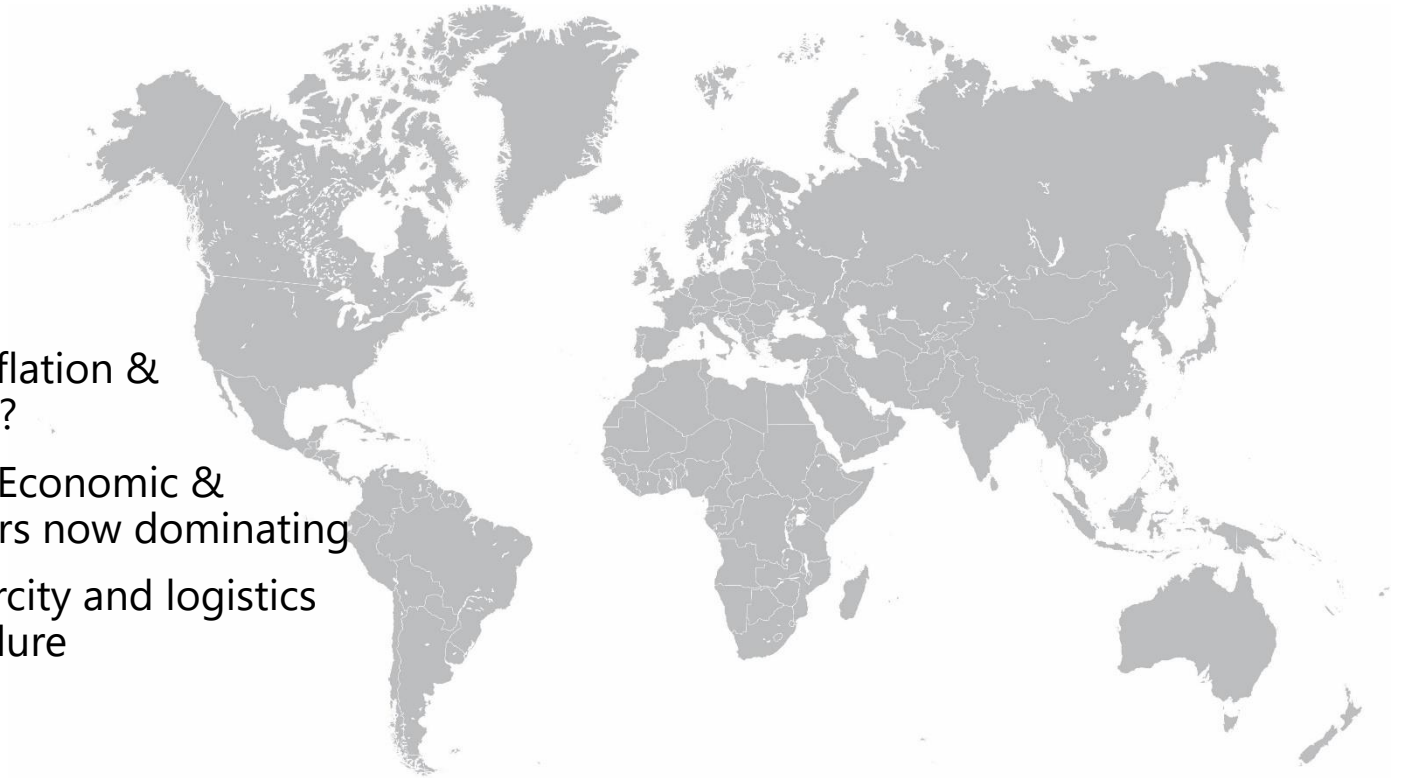 flation &
?
Economic &
rs now dominating
rcity and logistics
lure